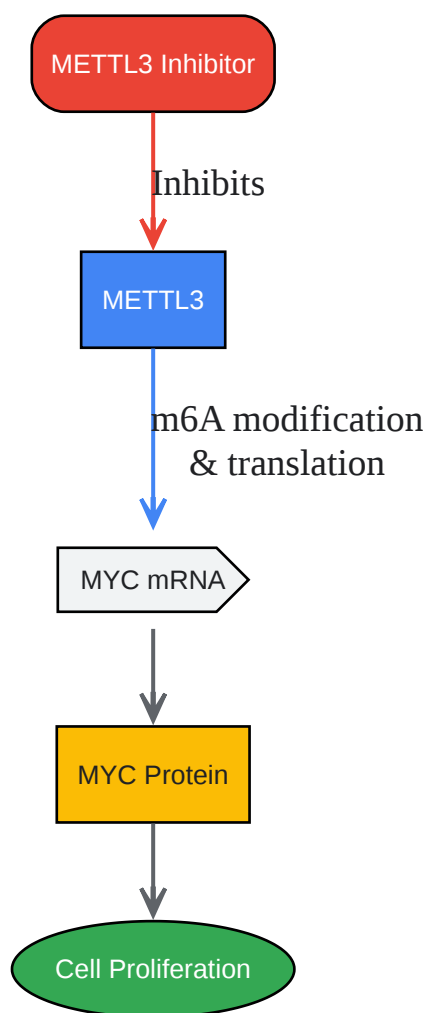 METTL3 Inhibitor
Inhibits
METTL3
m6A modification
& translation
MYC mRNA
MYC Protein
Cell Proliferation